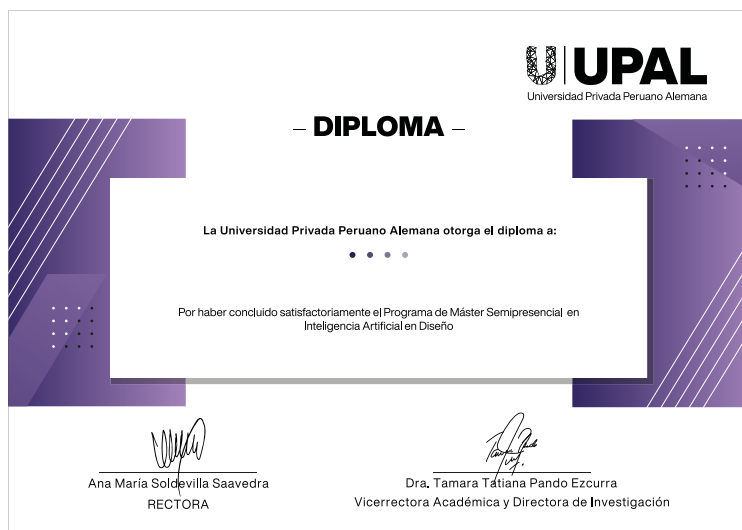 UPAL
Universidad Privada Peruano Alemana
– DIPLOMA –
La Universidad Privada Peruano Alemana otorga el diploma a:
Por haber concluido satisfactoriamente el Programa de Máster Semipresencial en
Inteligencia Artificial en Diseño
Ana María Soldevilla Saavedra
RECTORA
Dra. Tamara Tatiana Pando Ezcurra
Vicerrectora Académica y Directora de Investigación